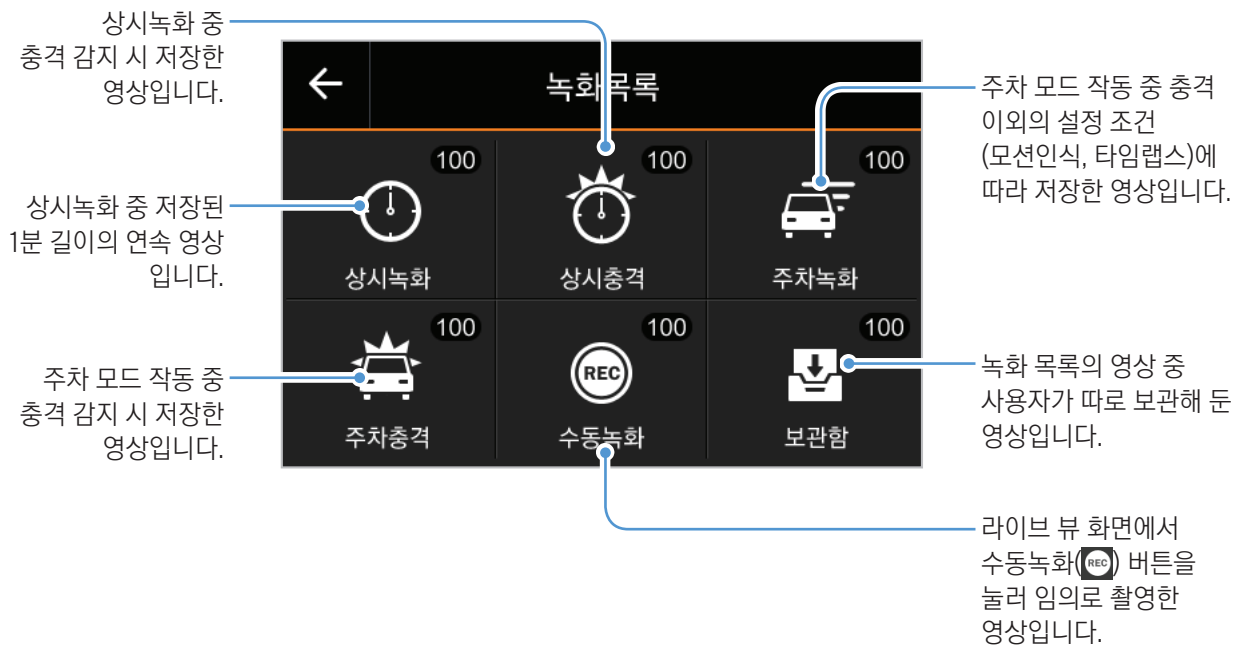 상시녹화 중
충격 감지 시 저장한
영상입니다.
녹화목록
주차 모드 작동 중 충격
이외의 설정 조건
(모션인식, 타임랩스)에
따라 저장한 영상입니다.
100
100
100
상시녹화 중 저장된
1분 길이의 연속 영상
입니다.
상시녹화
상시충격
주차녹화
100
100
100
REC
주차 모드 작동 중
충격 감지 시 저장한
영상입니다.
녹화 목록의 영상 중
사용자가 따로 보관해 둔
영상입니다.
주차충격
수동녹화
보관함
라이브 뷰 화면에서
수동녹화(REC) 버튼을
눌러 임의로 촬영한
영상입니다.